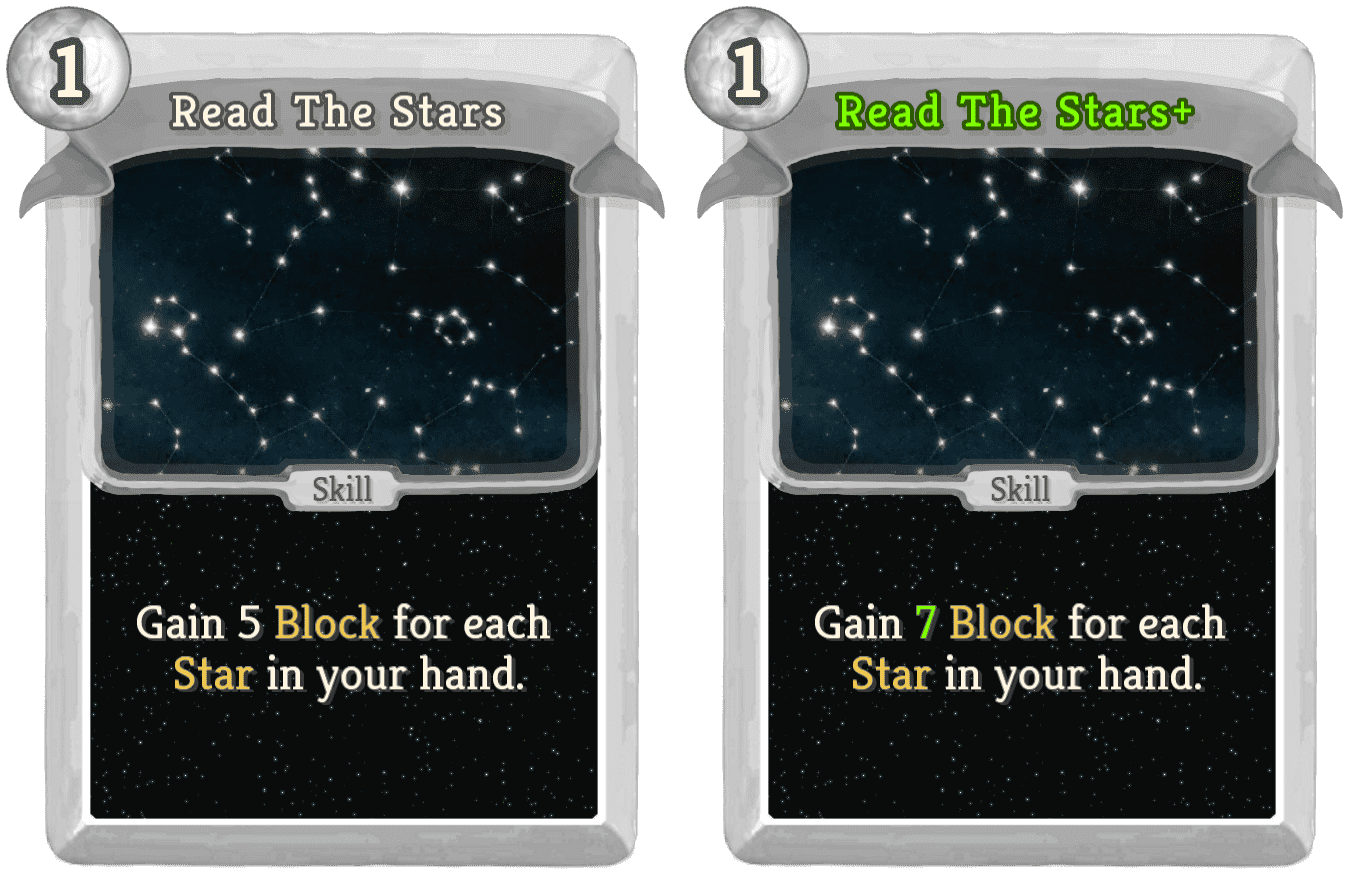 1
Read The Stars
Skill
Gain 5 Block for each
Star in your hand.
1
Read The Stars+
Skill
Gain 7 Block for each
Star in your hand.